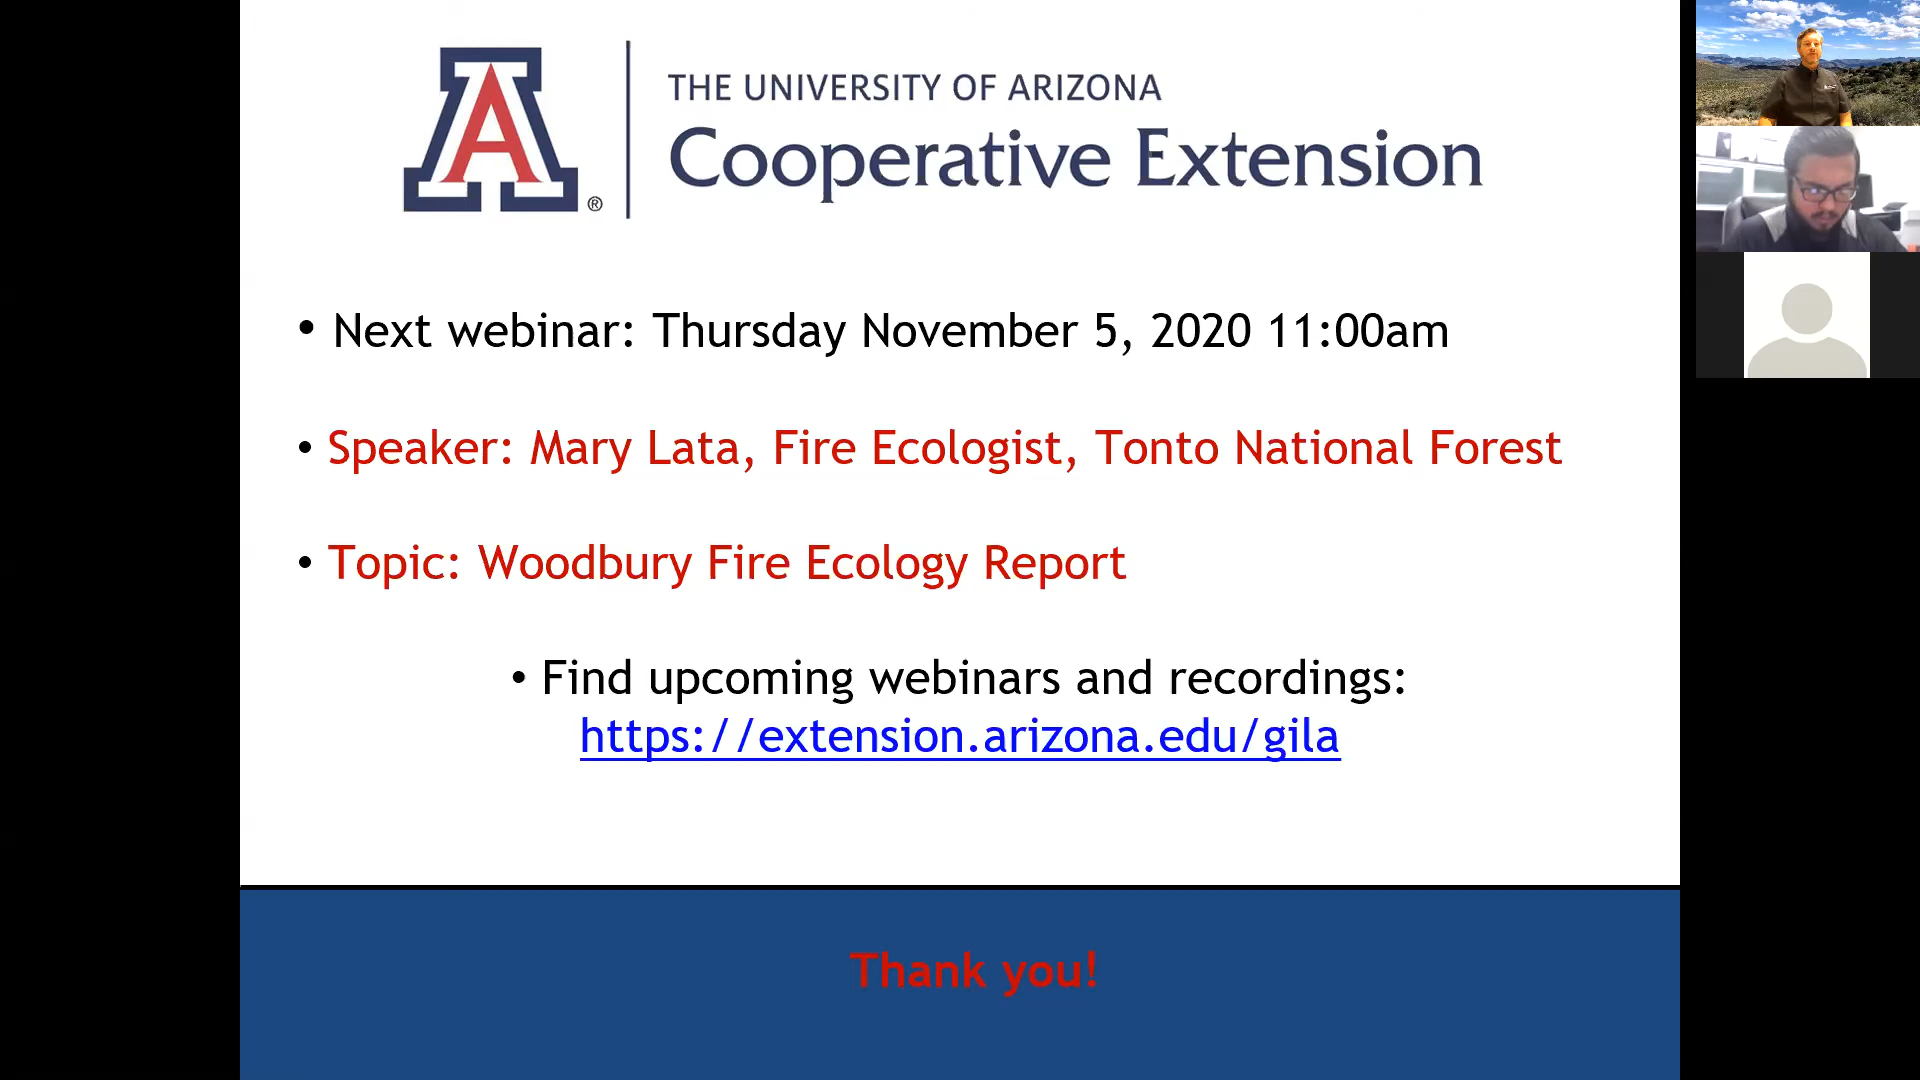 A ®
THE UNIVERSITY OF ARIZONA
Cooperative Extension
• Next webinar: Thursday November 5, 2020 11:00am
• Speaker: Mary Lata, Fire Ecologist, Tonto National Forest
• Topic: Woodbury Fire Ecology Report
• Find upcoming webinars and recordings:
https://extension.arizona.edu/gila
Thank you!